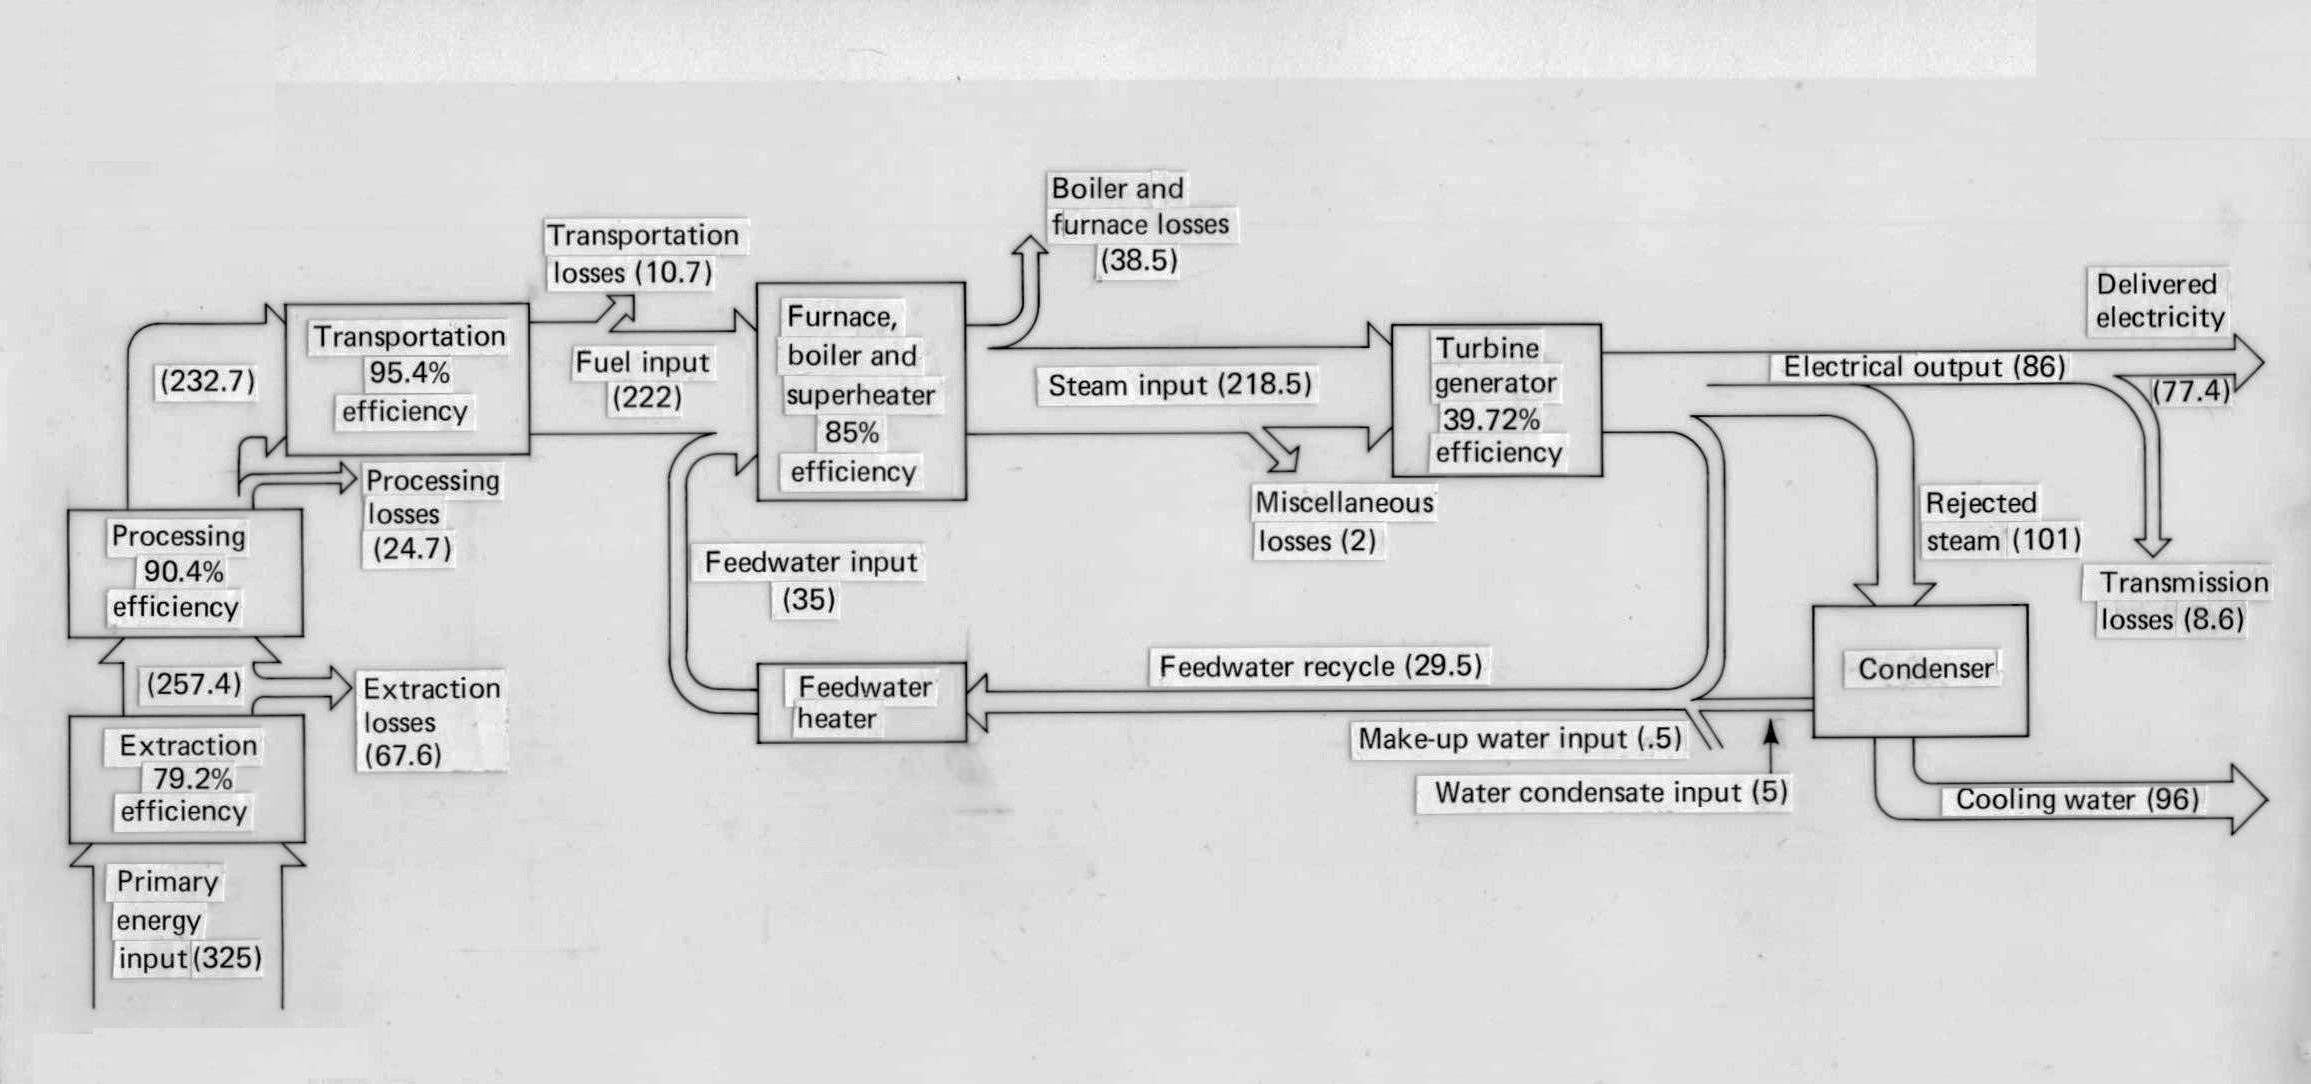 Boiler and
furnace losses
(38.5)
Transportation
losses (10.7)
Delivered
electricity
Transportation
95.4%
efficiency
(232.7)
Fuel input
(222)
Furnace,
boiler and
superheater
85%
efficiency
Steam input (218.5)
Turbine
generator
39.72%
efficiency
Electrical output (86)
(77.4)
Processing
losses
(24.7)
Miscellaneous
losses (2)
Rejected
steam (101)
Processing
90.4%
efficiency
Feedwater input
(35)
Transmission
losses (8.6)
(257.4)
Extraction
losses
(67.6)
Feedwater
heater
Feedwater recycle (29.5)
Condenser
Extraction
79.2%
efficiency
Make-up water input (.5)
Water condensate input (5)
Cooling water (96)
Primary
energy
input (325)